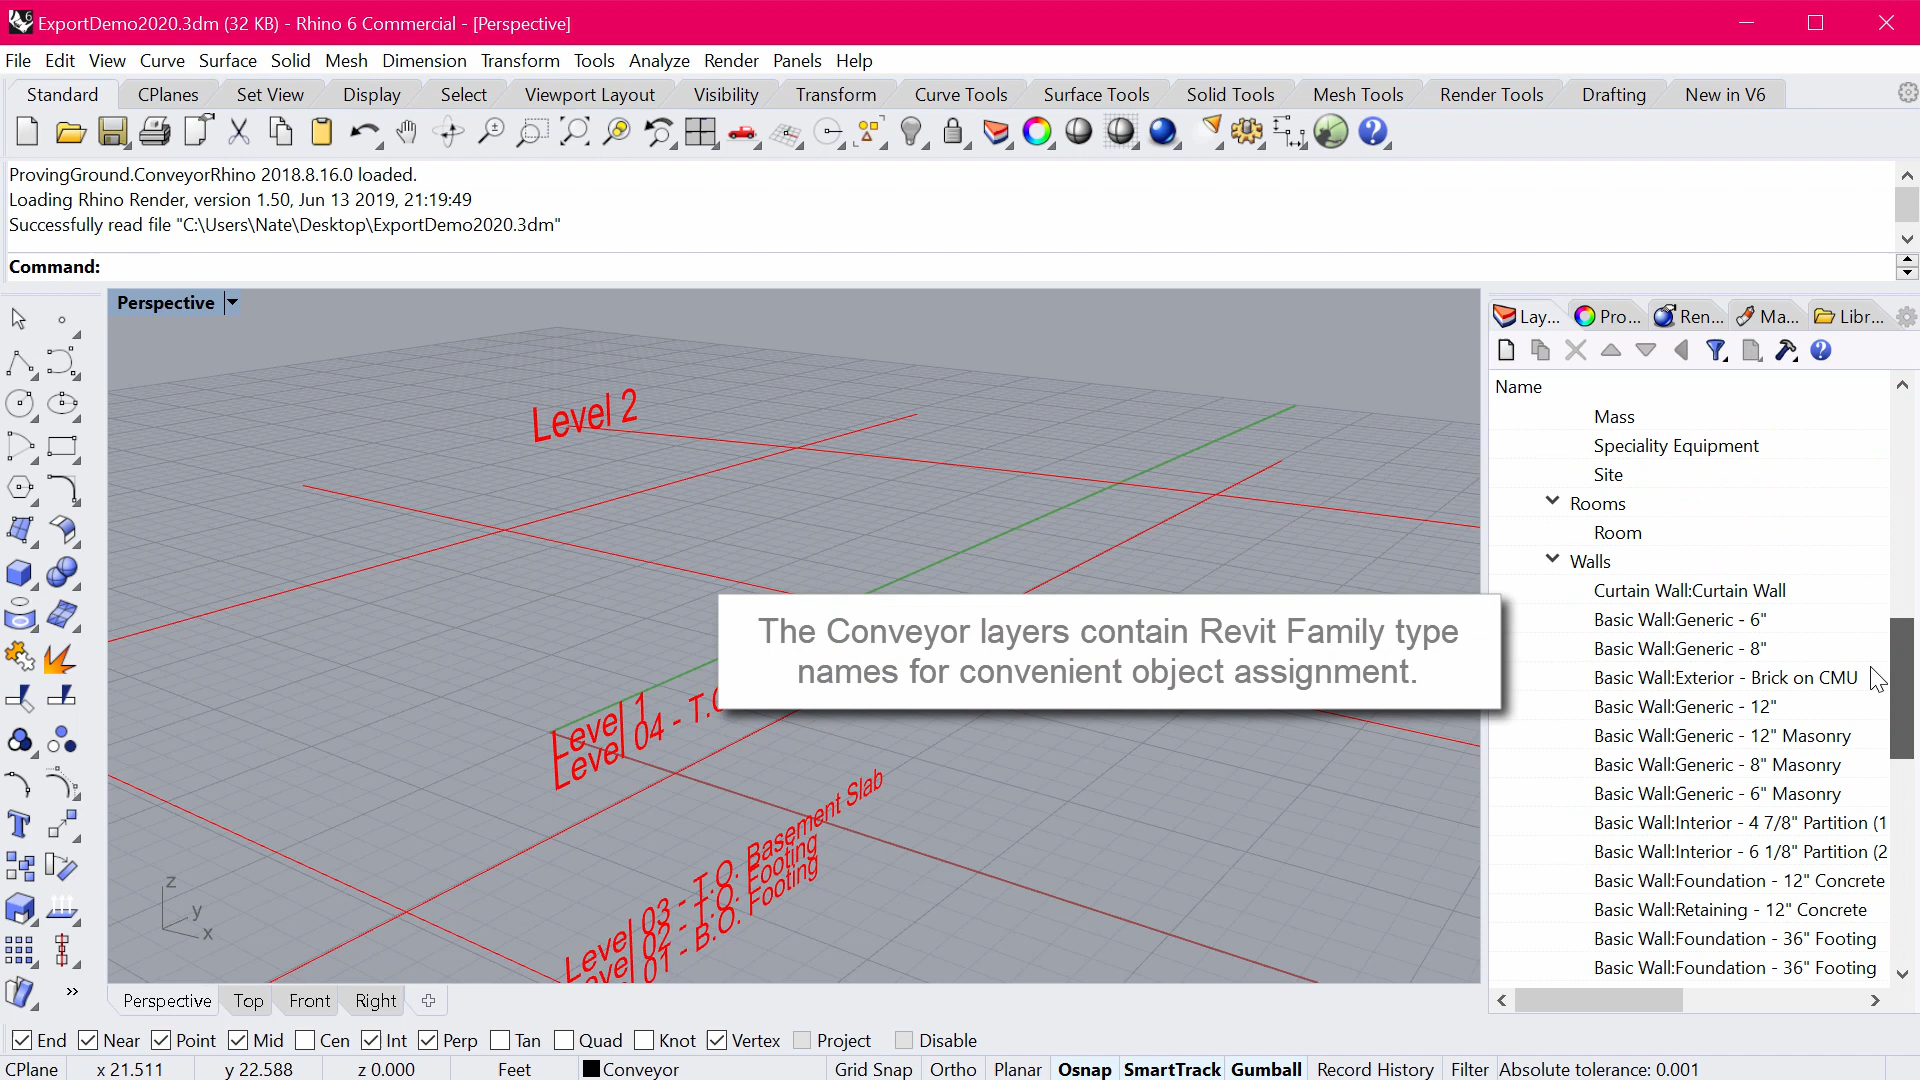 ExportDemo2020.3dm (32 KB) - Rhino 6 Commercial - [Perspective]
File Edit View Curve Surface Solid Mesh Dimension Transform Tools Analyze Render Panels Help
Standard CPlanes Set View Display Select Viewport Layout Visibility Transform Curve Tools Surface Tools Solid Tools Mesh Tools Render Tools Drafting New in V6
ProvingGround.ConveyorRhino 2018.8.16.0 loaded.
Loading Rhino Render, version 1.50, Jun 13 2019, 21:19:49
Successfully read file "C:\Users\Nate\Desktop\ExportDemo2020.3dm"
Command:
Perspective
Lay... Pro... Ren... Ma... Libr...
Name
Mass
Speciality Equipment
Site
Rooms
Room
Walls
Curtain Wall:Curtain Wall
Basic Wall:Generic - 6"
Basic Wall:Generic - 8"
Basic Wall:Exterior - Brick on CMU
Basic Wall:Generic - 12"
Basic Wall:Generic - 12" Masonry
Basic Wall:Generic - 8" Masonry
Basic Wall:Generic - 6" Masonry
Basic Wall:Interior - 4 7/8" Partition (1
Basic Wall:Interior - 6 1/8" Partition (2
Basic Wall:Foundation - 12" Concrete
Basic Wall:Retaining - 12" Concrete
Basic Wall:Foundation - 36" Footing
Basic Wall:Foundation - 36" Footing
Level 2
The Conveyor layers contain Revit Family type
names for convenient object assignment.
Level 1
Level 04 - T.
Level 03 - T.O. Basement Slab
Level 02 - T.O. Footing
Level 01 - B.O. Footing
z
y
x
Perspective Top Front Right
End Near Point Mid Cen Int Perp Tan Quad Knot Vertex Project Disable
CPlane x 21.511 y 22.588 z 0.000 Feet Conveyor Grid Snap Ortho Planar Osnap SmartTrack Gumball Record History Filter Absolute tolerance: 0.001